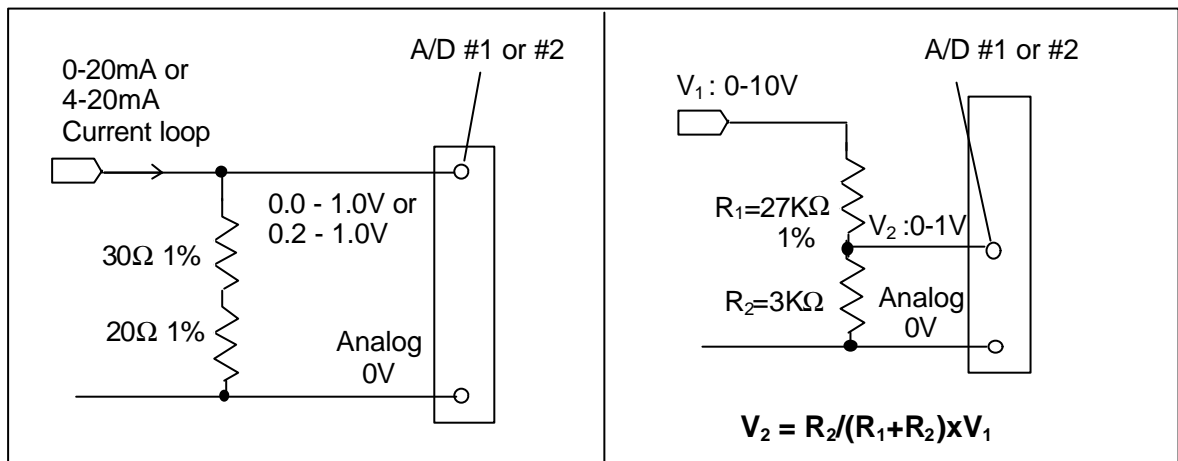 0-20mA or
4-20mA
Current loop
A/D #1 or #2
0.0 - 1.0V or
0.2 - 1.0V
30Ω 1%
20Ω 1%
Analog
0V
A/D #1 or #2
V₁ : 0-10V
R₁=27KΩ
1%
V₂ :0-1V
R₂=3KΩ
Analog
0V
V₂ = R₂/(R₁+R₂)xV₁